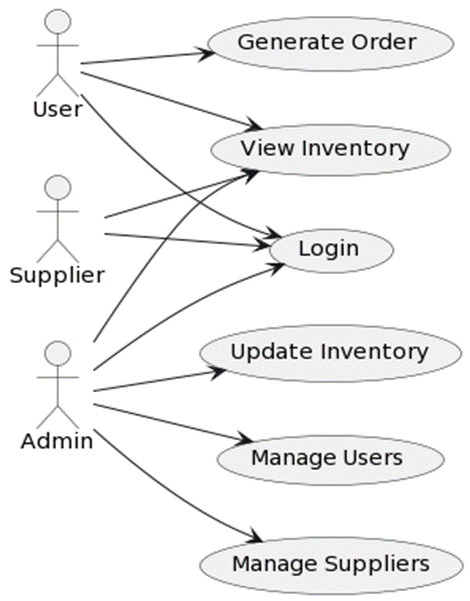 Generate Order
User
View Inventory
Login
Supplier
Update Inventory
Admin
Manage Users
Manage Suppliers